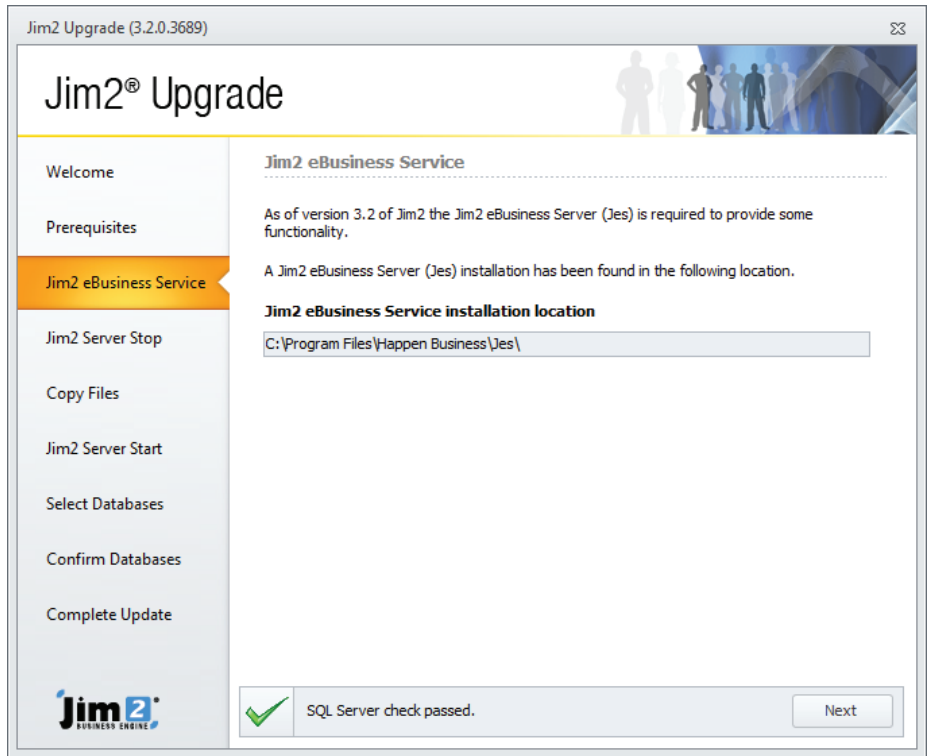 Jim2 Upgrade (3.2.0.3689)
Jim2® Upgrade
Welcome
Prerequisites
Jim2 eBusiness Service
Jim2 Server Stop
Copy Files
Jim2 Server Start
Select Databases
Confirm Databases
Complete Update
Jim2
BUSINESS ENGINE
Jim2 eBusiness Service
As of version 3.2 of Jim2 the Jim2 eBusiness Server (Jes) is required to provide some
functionality.
A Jim2 eBusiness Server (Jes) installation has been found in the following location.
Jim2 eBusiness Service installation location
C:\Program Files\Happen Business\Jes\
SQL Server check passed.
Next